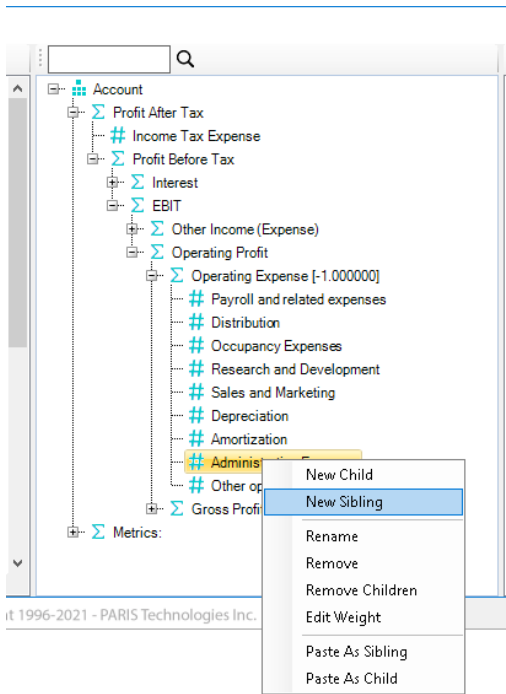 Account
Profit After Tax
Income Tax Expense
Profit Before Tax
Interest
EBIT
Other Income (Expense)
Operating Profit
Operating Expense [-1.000000]
Payroll and related expenses
Distribution
Occupancy Expenses
Research and Development
Sales and Marketing
Depreciation
Amortization
Other
Gross
Metrics:
New Child
New Sibling
Rename
Remove
Remove Children
Edit Weight
Paste As Sibling
Paste As Child
1996-2021 - PARIS Technologies Inc.